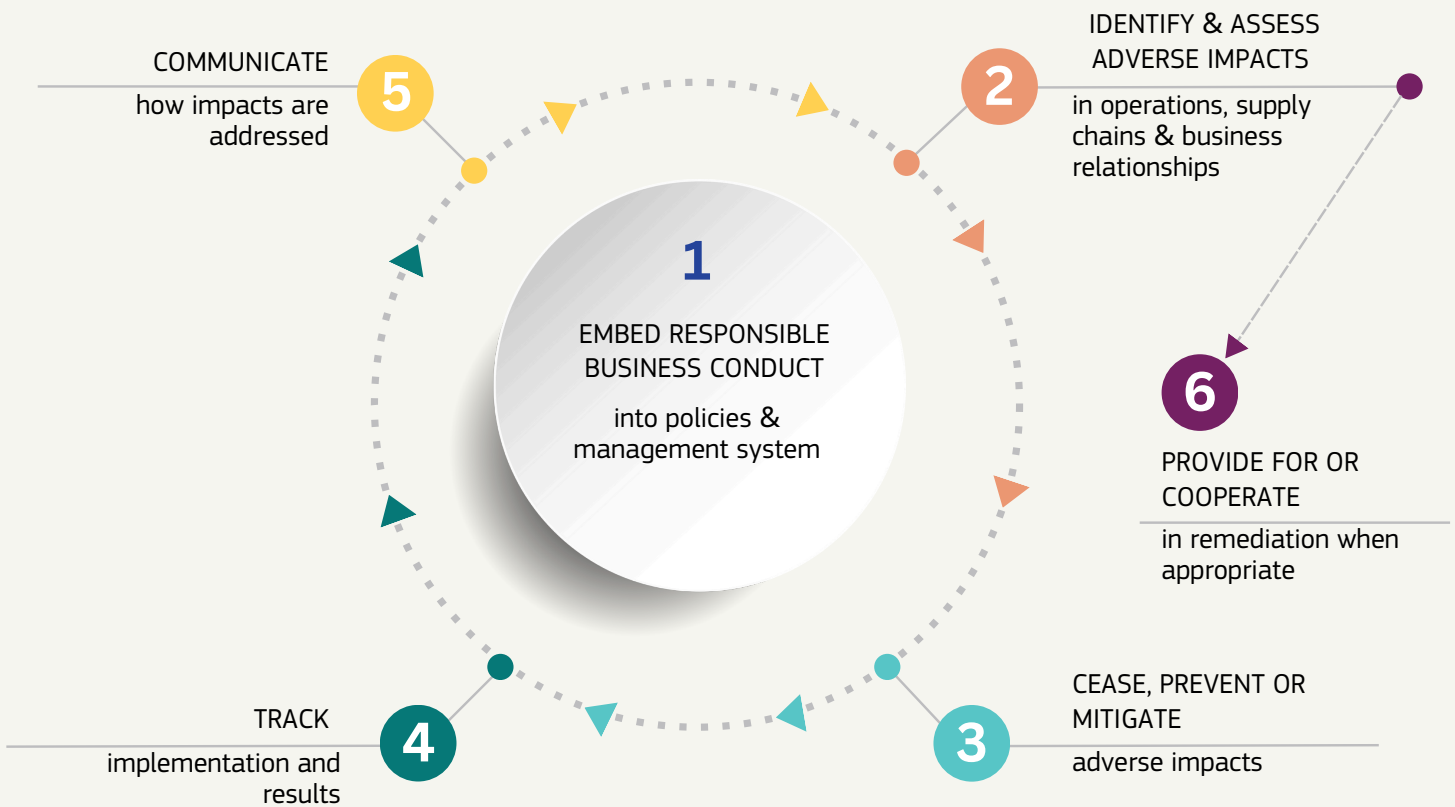 1
EMBED RESPONSIBLE
BUSINESS CONDUCT
into policies &
management system
2
IDENTIFY & ASSESS
ADVERSE IMPACTS
in operations, supply
chains & business
relationships
3
CEASE, PREVENT OR
MITIGATE
adverse impacts
4
TRACK
implementation and
results
5
COMMUNICATE
how impacts are
addressed
6
PROVIDE FOR OR
COOPERATE
in remediation when
appropriate